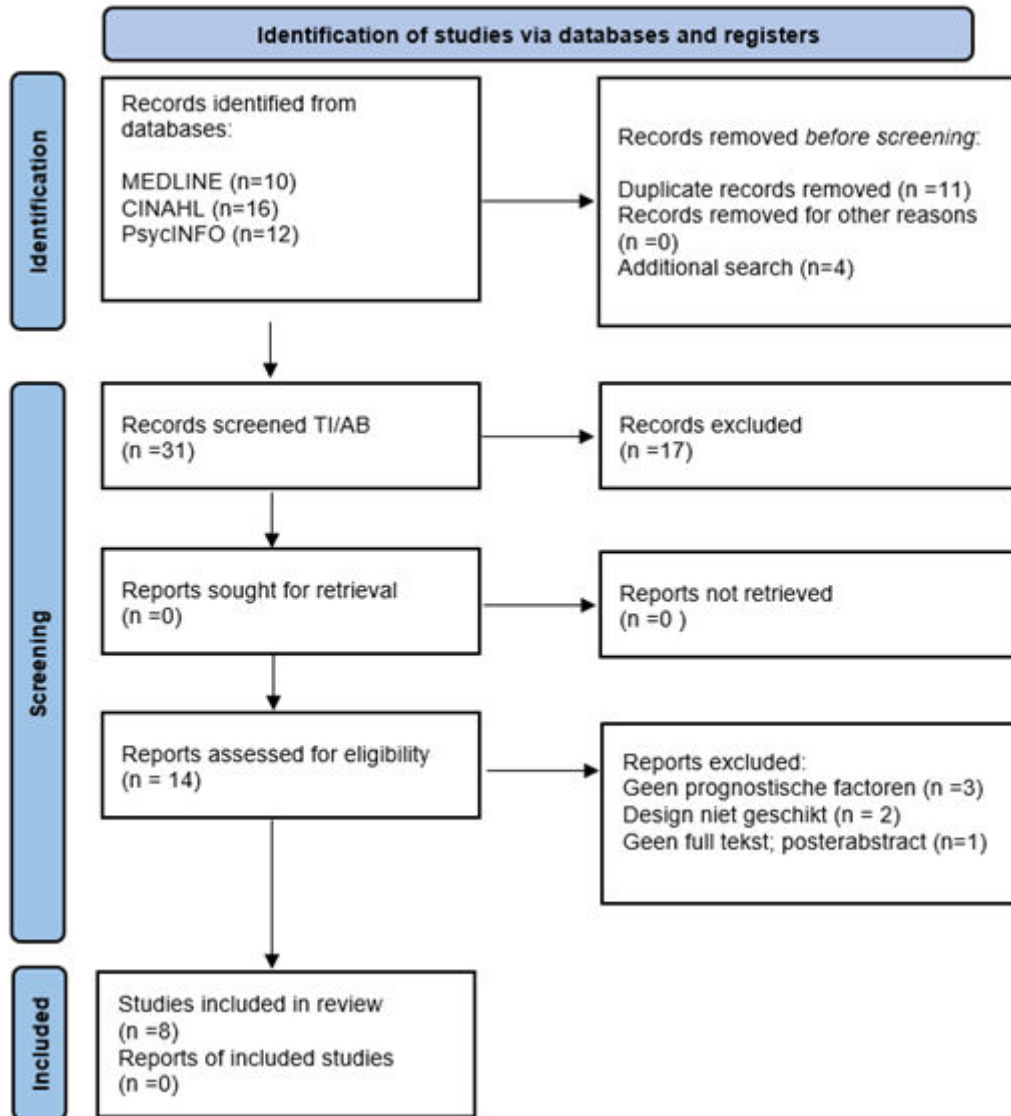 Identification of studies via databases and registers
Identification
Records identified from
databases:
MEDLINE (n=10)
CINAHL (n=16)
PsycINFO (n=12)
Records removed before screening:
Duplicate records removed (n =11)
Records removed for other reasons
(n =0)
Additional search (n=4)
Screening
Records screened TI/AB
(n =31)
Records excluded
(n =17)
Reports sought for retrieval
(n =0)
Reports not retrieved
(n =0 )
Reports assessed for eligibility
(n = 14)
Reports excluded:
Geen prognostische factoren (n =3)
Design niet geschikt (n = 2)
Geen full tekst; posterabstract (n=1)
Included
Studies included in review
(n =8)
Reports of included studies
(n =0)